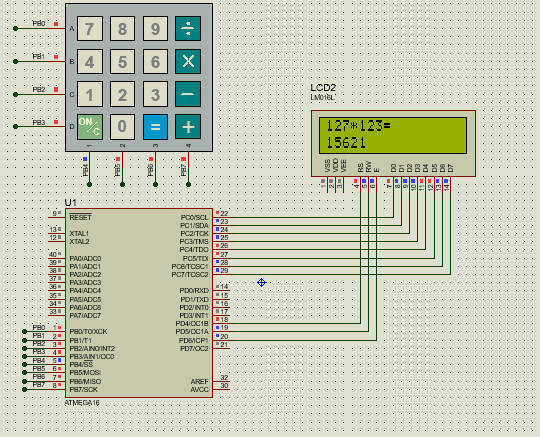 PB0 A 7 8 9 ÷
PB1 B 4 5 6 ×
PB2 C 1 2 3 −
PB3 D ON/C 0 = +
1 2 3 4
PB4 PB5 PB6 PB7
LCD2
LM016L
127*123=
15621
VSS VDD VEE RS RW E D0 D1 D2 D3 D4 D5 D6 D7
1 2 3 4 5 6 7 8 9 10 11 12 13 14
U1
9 RESET PC0/SCL 22
PC1/SDA 23
13 XTAL1 PC2/TCK 24
12 XTAL2 PC3/TMS 25
PC4/TDO 26
40 PA0/ADC0 PC5/TDI 27
39 PA1/ADC1 PC6/TOSC1 28
38 PA2/ADC2 PC7/TOSC2 29
37 PA3/ADC3
36 PA4/ADC4 PD0/RXD 14
35 PA5/ADC5 PD1/TXD 15
34 PA6/ADC6 PD2/INT0 16
33 PA7/ADC7 PD3/INT1 17
PD4/OC1B 18
PB0 1 PB0/T0/XCK PD5/OC1A 19
PB1 2 PB1/T1 PD6/ICP1 20
PB2 3 PB2/AIN0/INT2 PD7/OC2 21
PB3 4 PB3/AIN1/OC0
PB4 5 PB4/SS
PB5 6 PB5/MOSI
PB6 7 PB6/MISO AREF 32
PB7 8 PB7/SCK AVCC 30
ATMEGA16